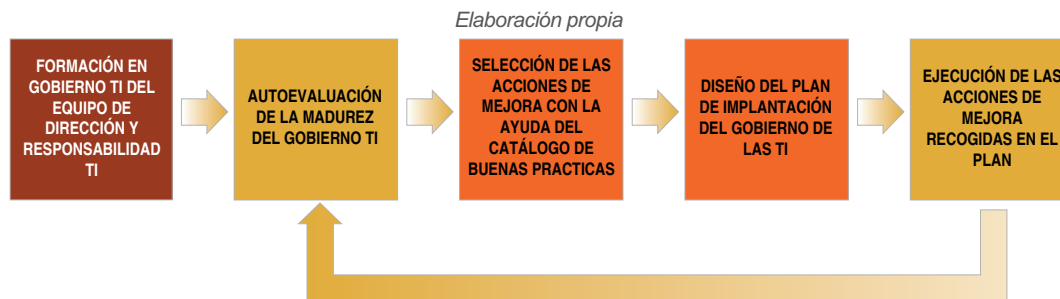 Elaboración propia
FORMACIÓN EN
GOBIERNO TI DEL
EQUIPO DE
DIRECCIÓN Y
RESPONSABILIDAD
TI
AUTOEVALUACIÓN
DE LA MADUREZ
DEL GOBIERNO TI
SELECCIÓN DE LAS
ACCIONES DE
MEJORA CON LA
AYUDA DEL
CATÁLOGO DE
BUENAS PRACTICAS
DISEÑO DEL PLAN
DE IMPLANTACIÓN
DEL GOBIERNO DE
LAS TI
EJECUCIÓN DE LAS
ACCIONES DE
MEJORA
RECOGIDAS EN EL
PLAN